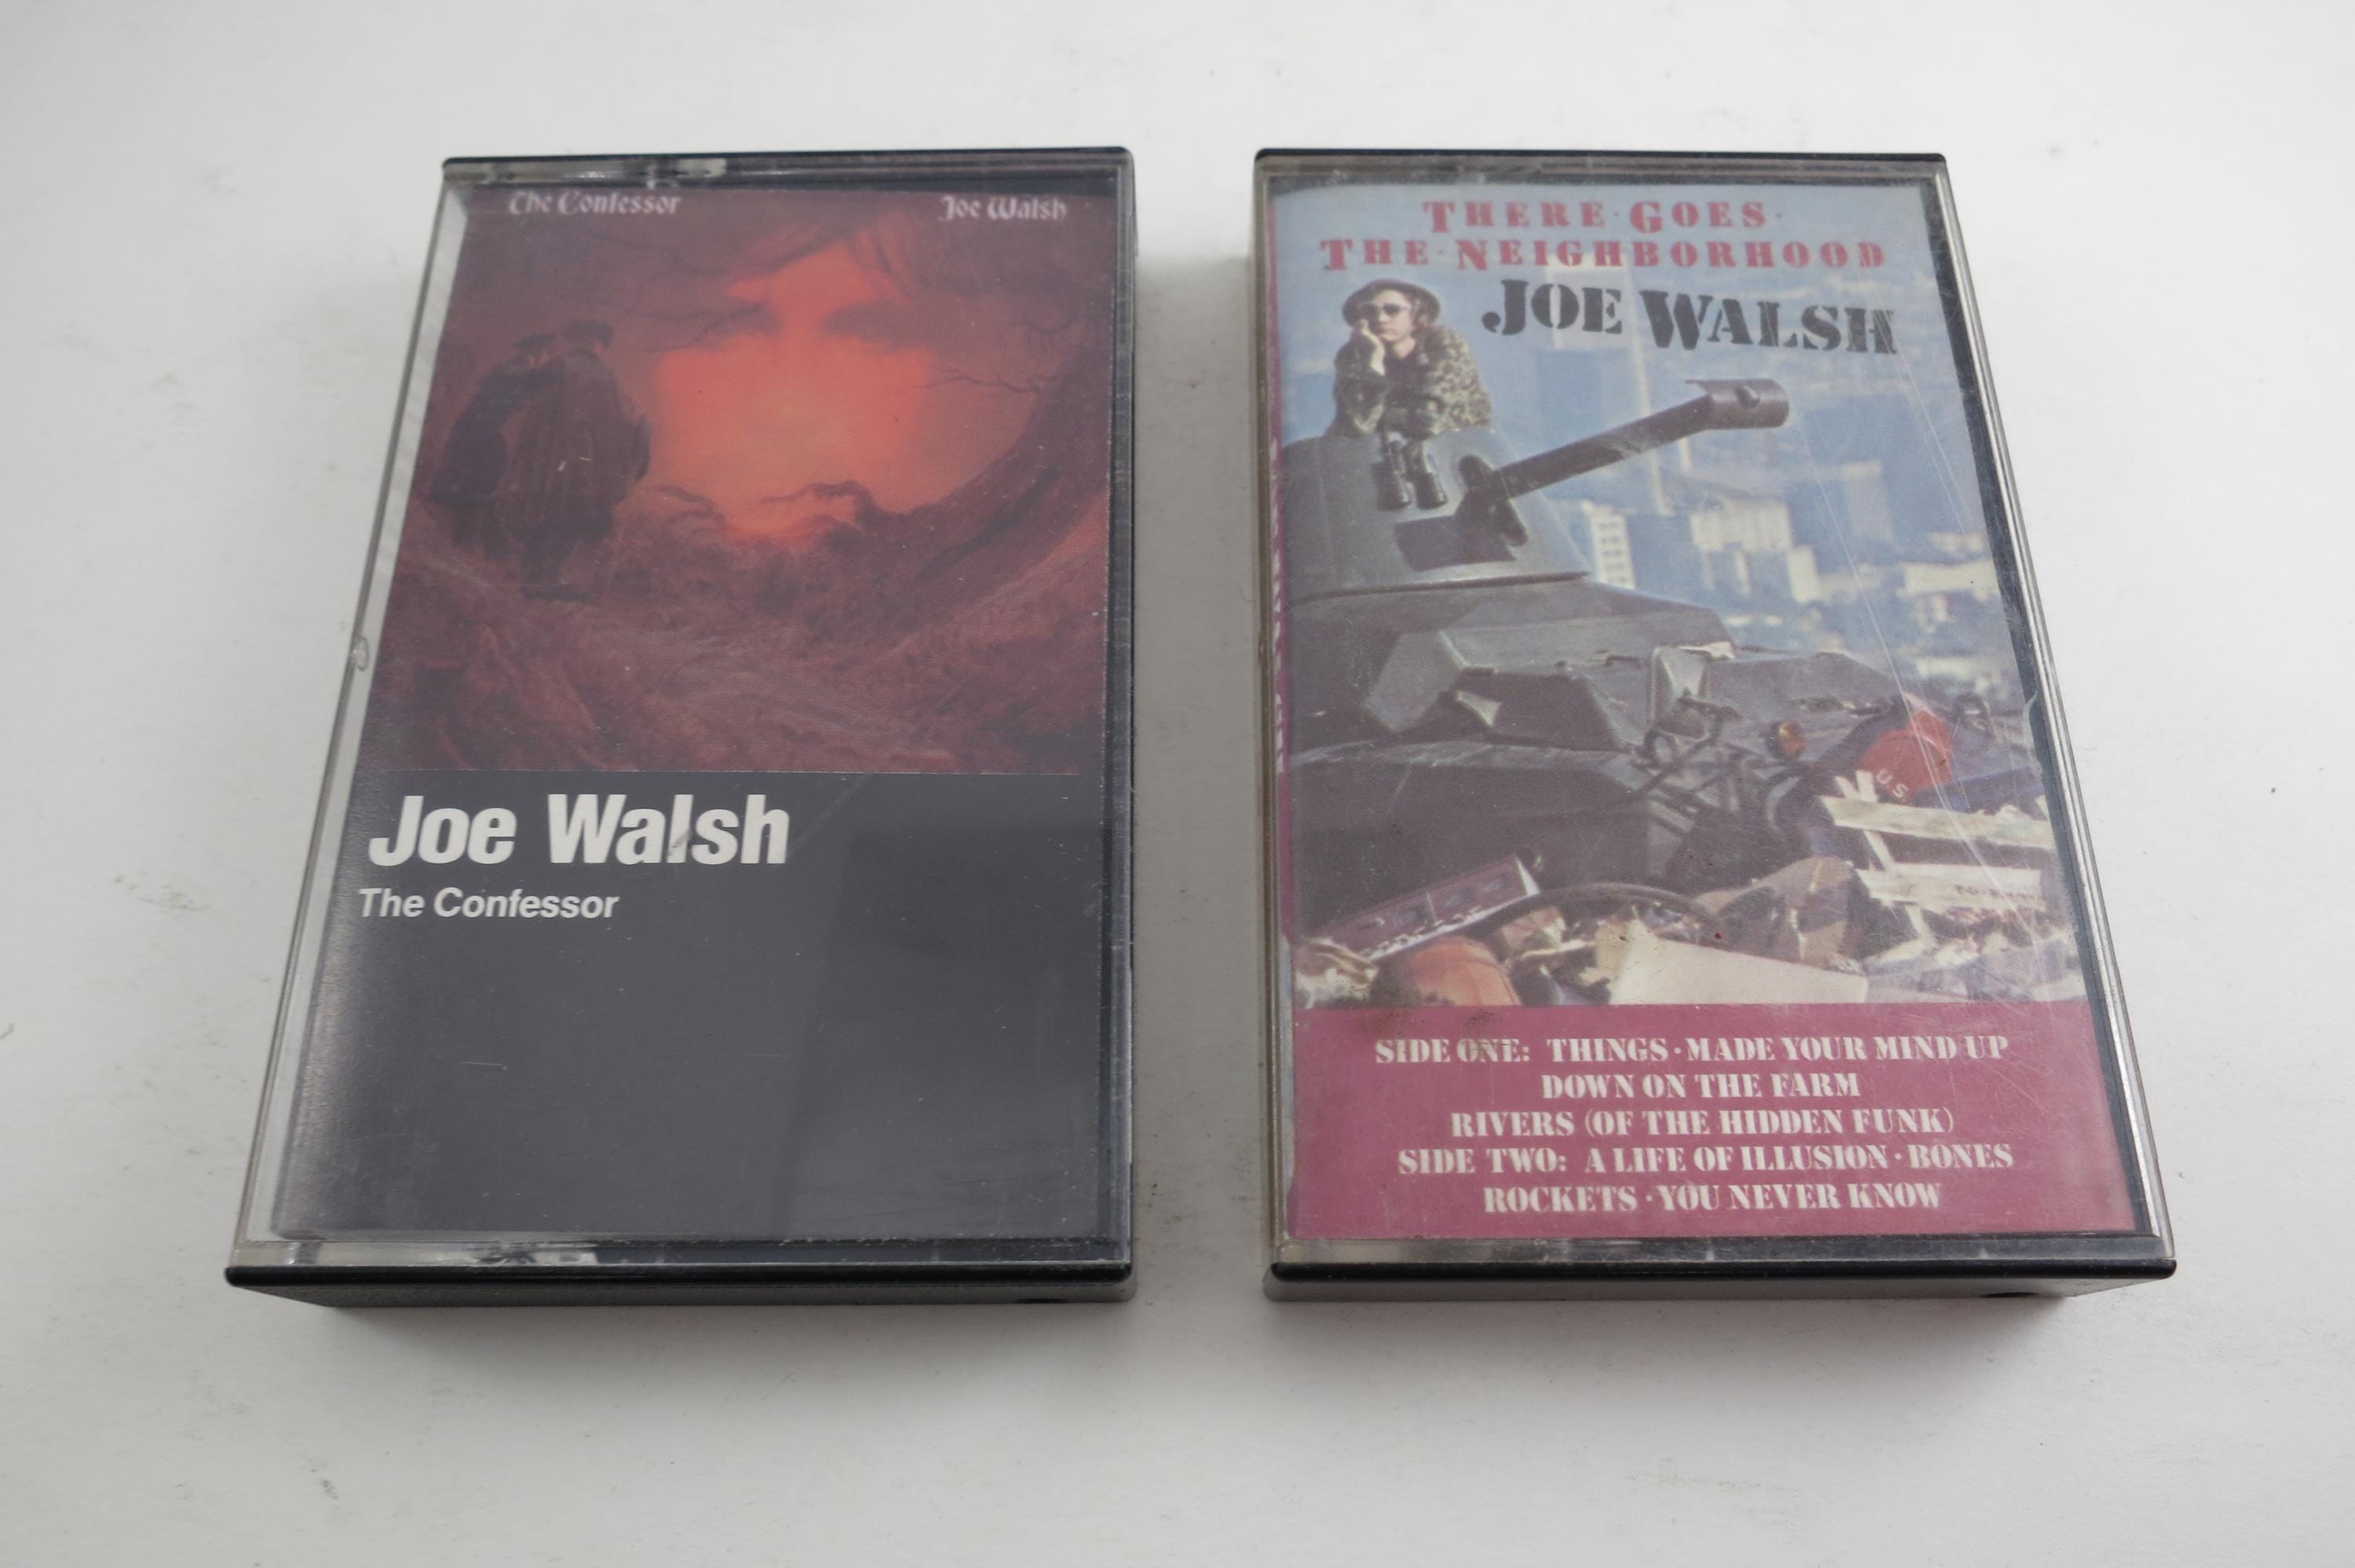 The Confessor
Joe Walsh
Joe Walsh
The Confessor
THERE·GOES·
THE·NEIGHBORHOOD
JOE WALSH
U.S.
SIDE ONE: THINGS·MADE YOUR MIND UP
DOWN ON THE FARM
RIVERS (OF THE HIDDEN FUNK)
SIDE TWO: A LIFE OF ILLUSION·BONES
ROCKETS·YOU NEVER KNOW